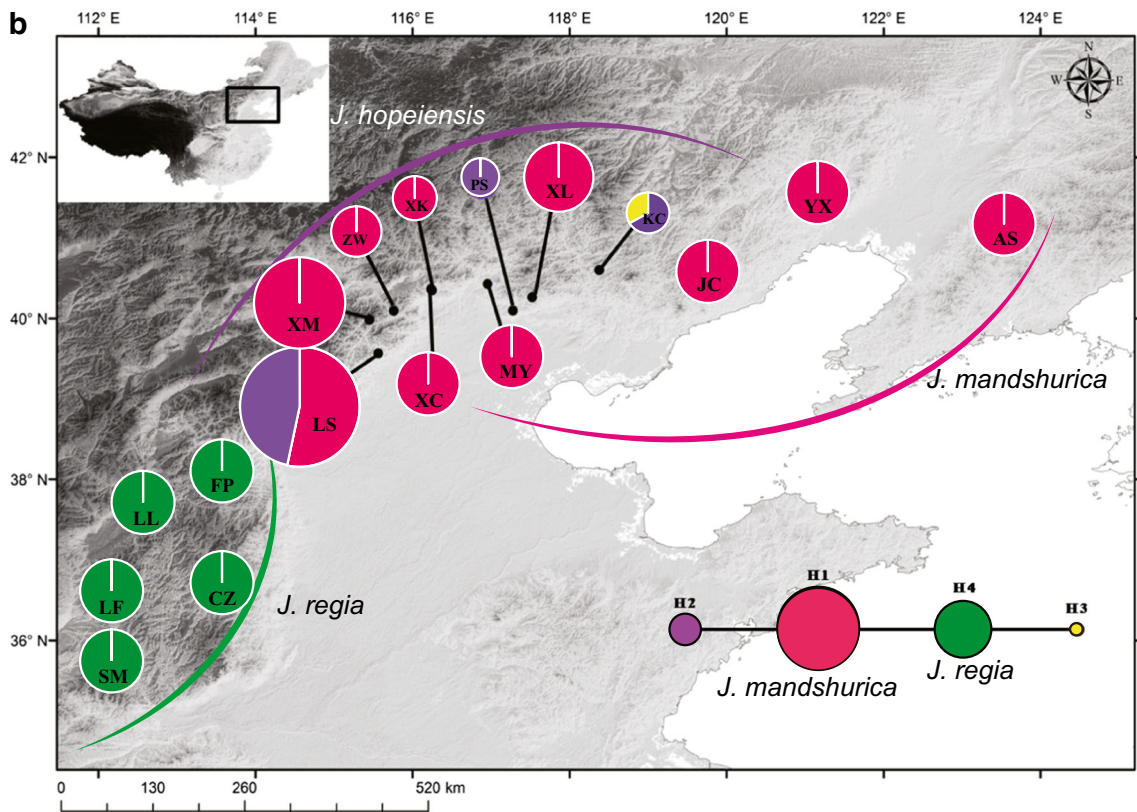 b
112° E 114° E 116° E 118° E 120° E 122° E 124° E
N
W E
S
J. hopeiensis
42° N
PS
XL
XK
YX
KC
AS
ZW
JC
XM
40° N
MY
J. mandshurica
XC
LS
38° N
FP
LL
H1
H2
H4
H3
CZ
LF
J. regia
36° N
SM
J. regia
J. mandshurica
0 130 260 520 km